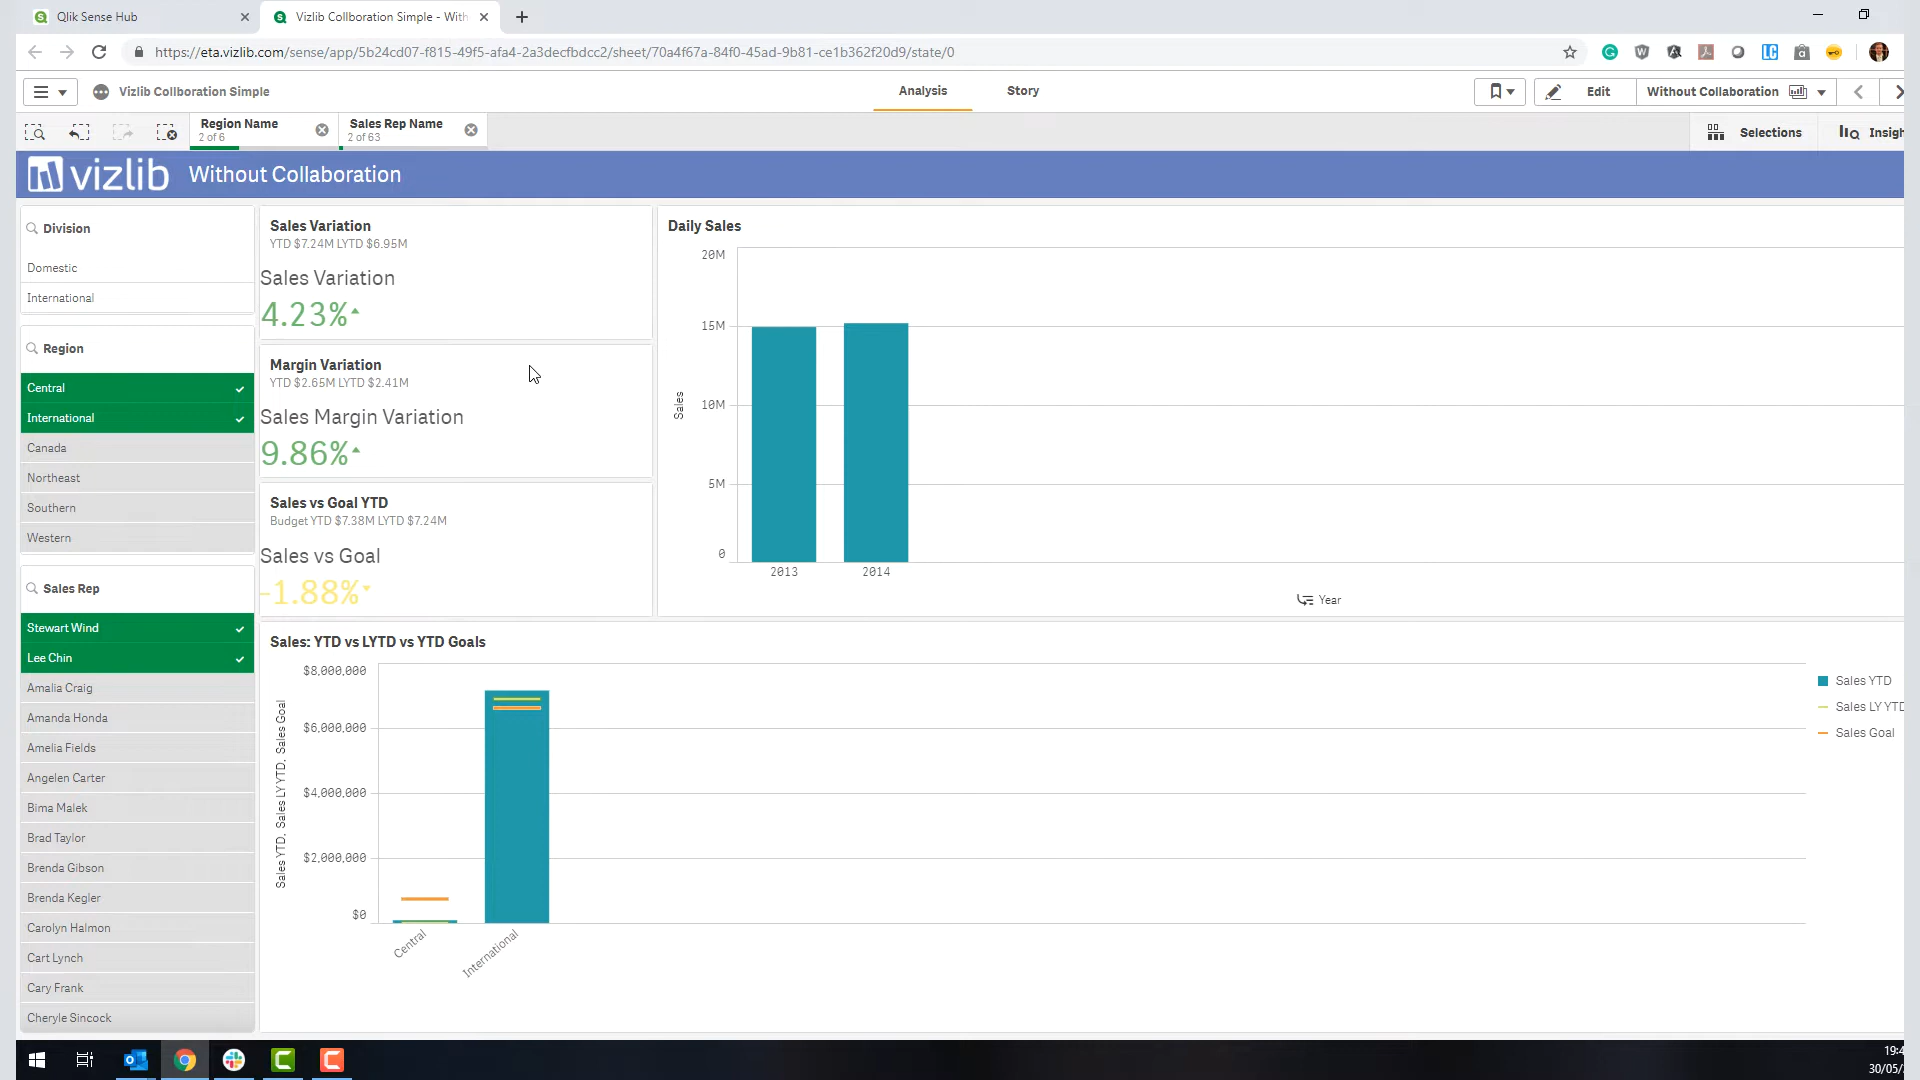 Qlik Sense Hub
Vizlib Collboration Simple - With
https://eta.vizlib.com/sense/app/5b24cd07-f815-49f5-afa4-2a3decfbdcc2/sheet/70a4f67a-84f0-45ad-9b81-ce1b362f20d9/state/0
Vizlib Collboration Simple
Analysis
Story
Edit
Without Collaboration
Region Name
2 of 6
Sales Rep Name
2 of 63
Selections
Insigh
vizlib Without Collaboration
Division
Domestic
International
Region
Central
International
Canada
Northeast
Southern
Western
Sales Rep
Stewart Wind
Lee Chin
Amalia Craig
Amanda Honda
Amelia Fields
Angelen Carter
Bima Malek
Brad Taylor
Brenda Gibson
Brenda Kegler
Carolyn Halmon
Cart Lynch
Cary Frank
Cheryle Sincock
Sales Variation
YTD $7.24M LYTD $6.95M
Sales Variation
4.23%
Margin Variation
YTD $2.65M LYTD $2.41M
Sales Margin Variation
9.86%
Sales vs Goal YTD
Budget YTD $7.38M LYTD $7.24M
Sales vs Goal
-1.88%
Daily Sales
Sales
20M
15M
10M
5M
0
2013
2014
Year
Sales: YTD vs LYTD vs YTD Goals
Sales YTD, Sales LY YTD, Sales Goal
$8,000,000
$6,000,000
$4,000,000
$2,000,000
$0
Central
International
Sales YTD
Sales LY YTD
Sales Goal
19:4
30/05/